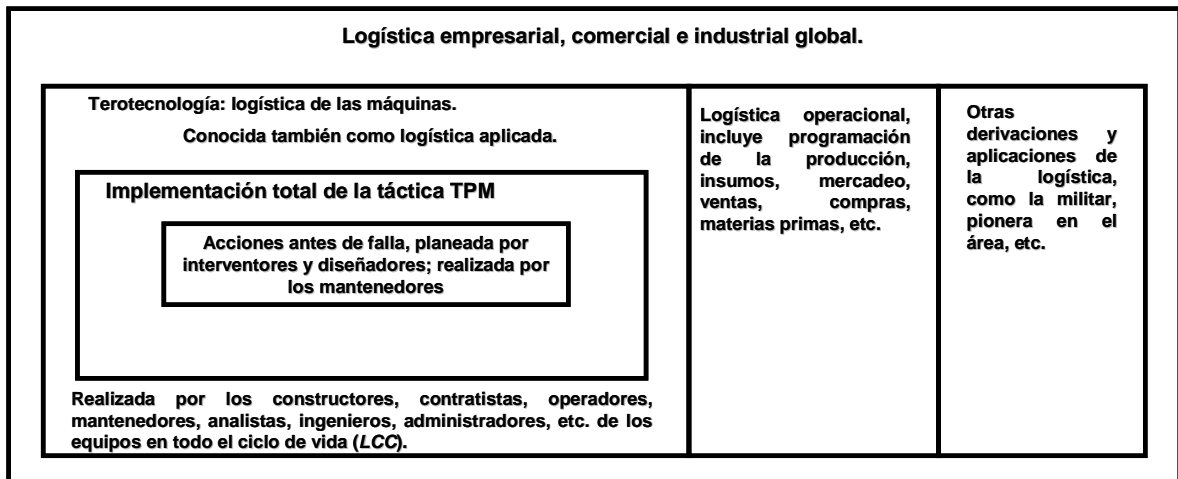 Logística empresarial, comercial e industrial global.
Terotecnología: logística de las máquinas.
Conocida también como logística aplicada.
Implementación total de la táctica TPM
Acciones antes de falla, planeada por
interventores y diseñadores; realizada por
los mantenedores
Realizada por los constructores, contratistas, operadores,
mantenedores, analistas, ingenieros, administradores, etc. de los
equipos en todo el ciclo de vida (LCC).
Logística operacional,
incluye programación
de la producción,
insumos, mercadeo,
ventas, compras,
materias primas, etc.
Otras
derivaciones y
aplicaciones de
la logística,
como la militar,
pionera en el
área, etc.